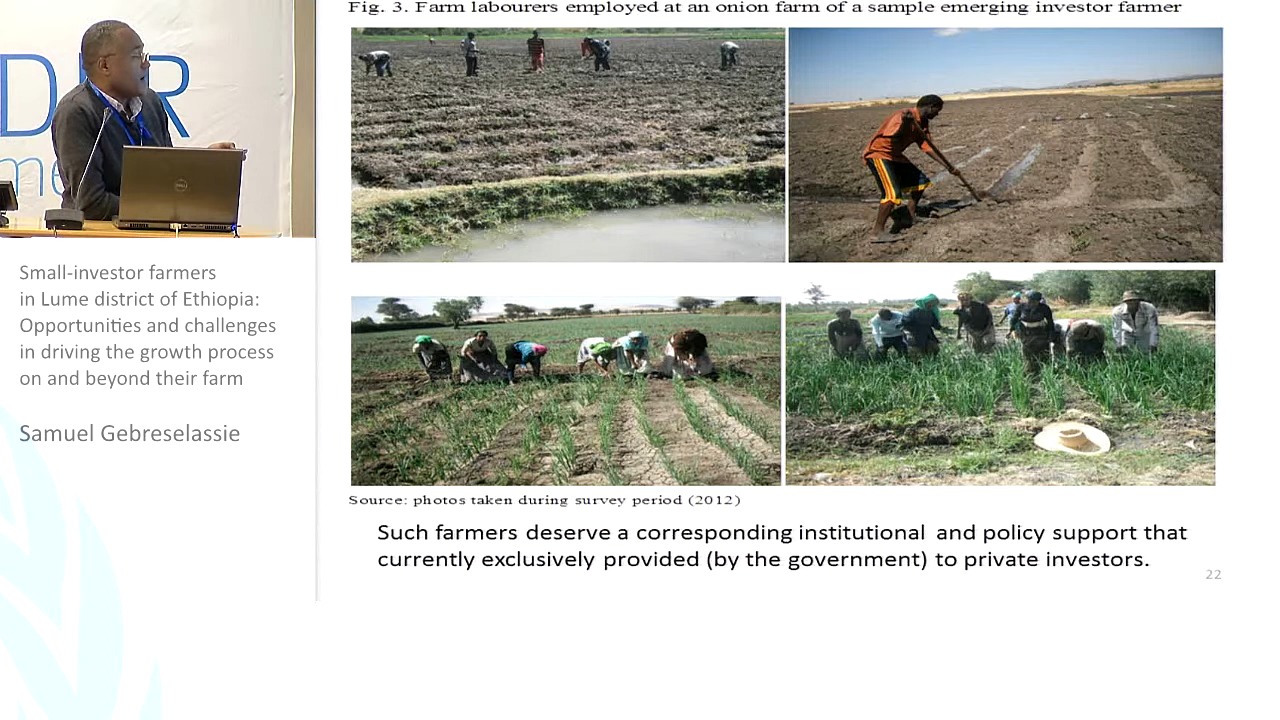 Fig. 3. Farm labourers employed at an onion farm of a sample emerging investor farmer
DELL
Small-investor farmers
in Lume district of Ethiopia:
Opportunities and challenges
in driving the growth process
on and beyond their farm
Samuel Gebreselassie
Source: photos taken during survey period (2012)
Such farmers deserve a corresponding institutional and policy support that
currently exclusively provided (by the government) to private investors.
22